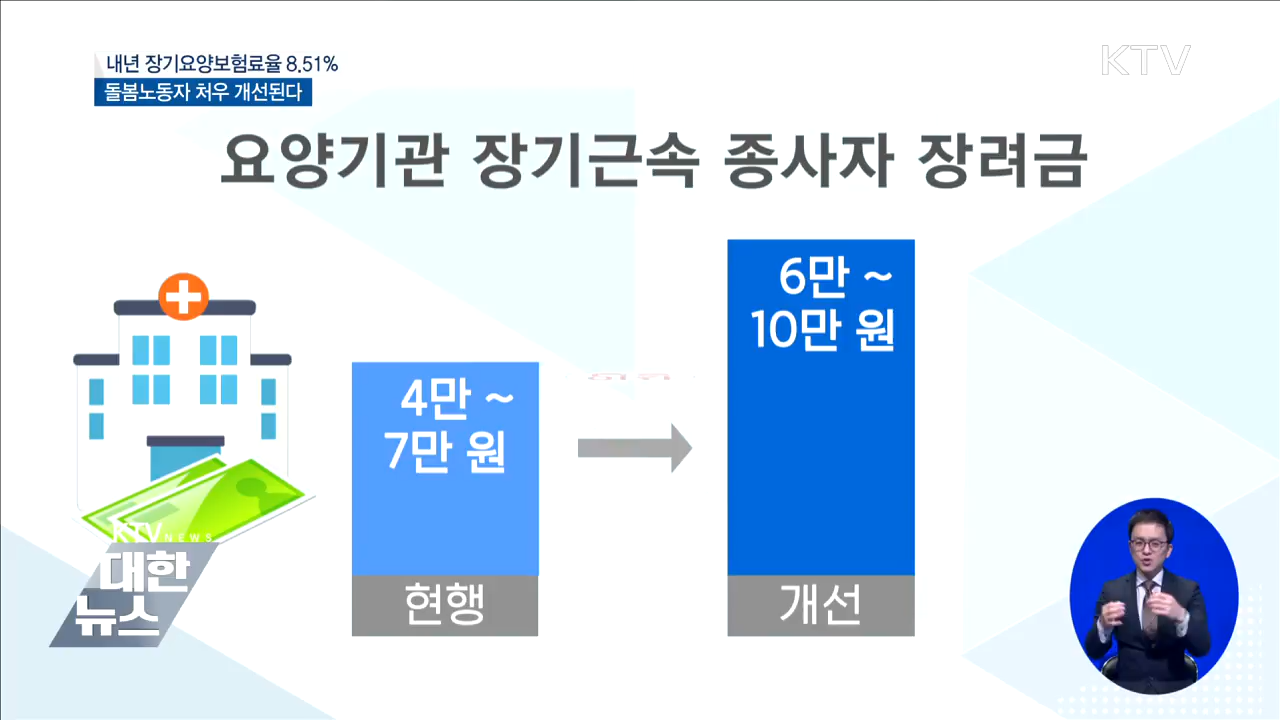 내년 장기요양보험료율 8.51%
돌봄노동자 처우 개선된다
KTV
요양기관 장기근속 종사자 장려금
4만 ~
7만 원
현행
6만 ~
10만 원
개선
KTV NEWS
대한
뉴스